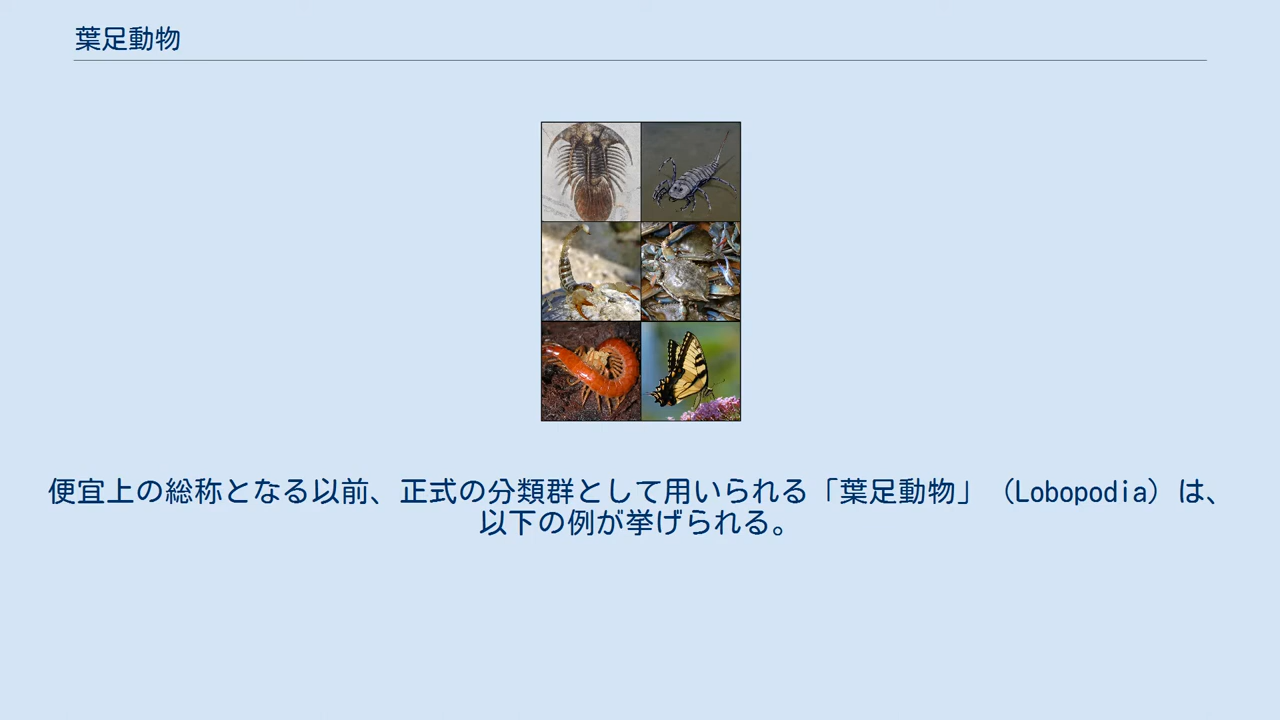 葉足動物
便宜上の総称となる以前、正式の分類群として用いられる「葉足動物」（Lobopodia）は、
以下の例が挙げられる。